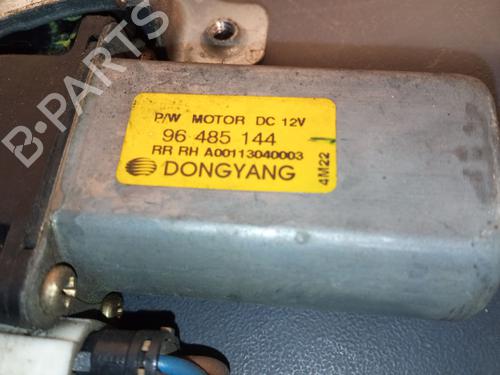 P/W MOTOR DC 12V
96 485 144
RR RH A00113040003
DONGYANG
4M22
B-PARTS